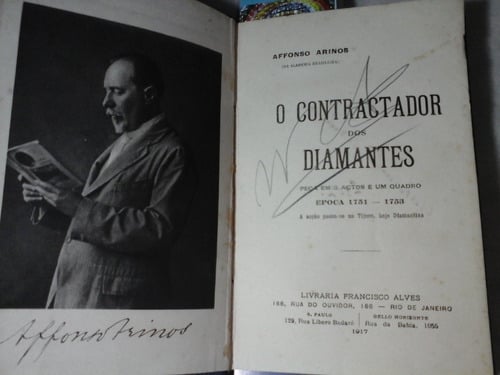 Affonso Arinos
AFFONSO ARINOS
(DA ACADEMIA BRASILEIRA)
O CONTRACTADOR
DOS
DIAMANTES
PEÇA EM 3 ACTOS E UM QUADRO
EPOCA 1751 — 1753
A acção passa-se no Tijuco, hoje Diamantina
LIVRARIA FRANCISCO ALVES
166, RUA DO OUVIDOR, 166 — RIO DE JANEIRO
S. PAULO
129, Rua Libero Badaró
BELLO HORIZONTE
Rua da Bahia, 1055
1917